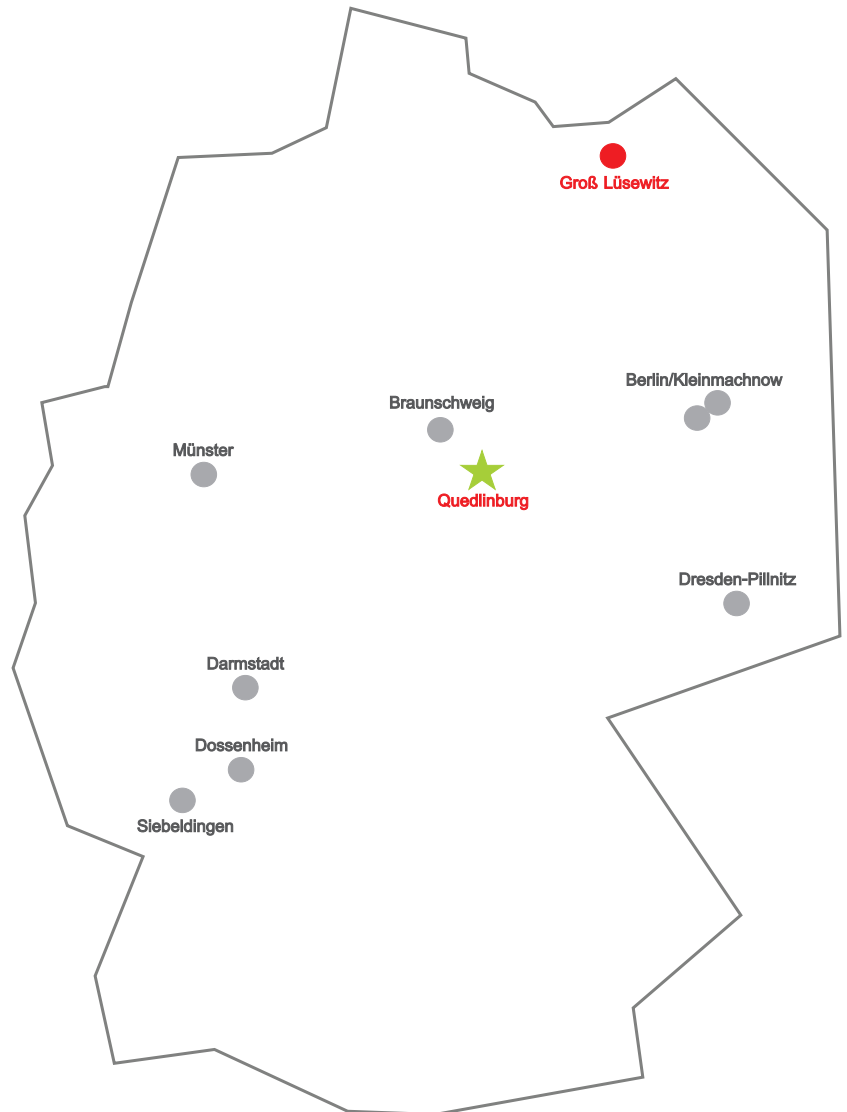 Groß Lüsewitz
Berlin/Kleinmachnow
Braunschweig
Münster
Quedlinburg
Dresden-Pillnitz
Darmstadt
Dossenheim
Siebeldingen